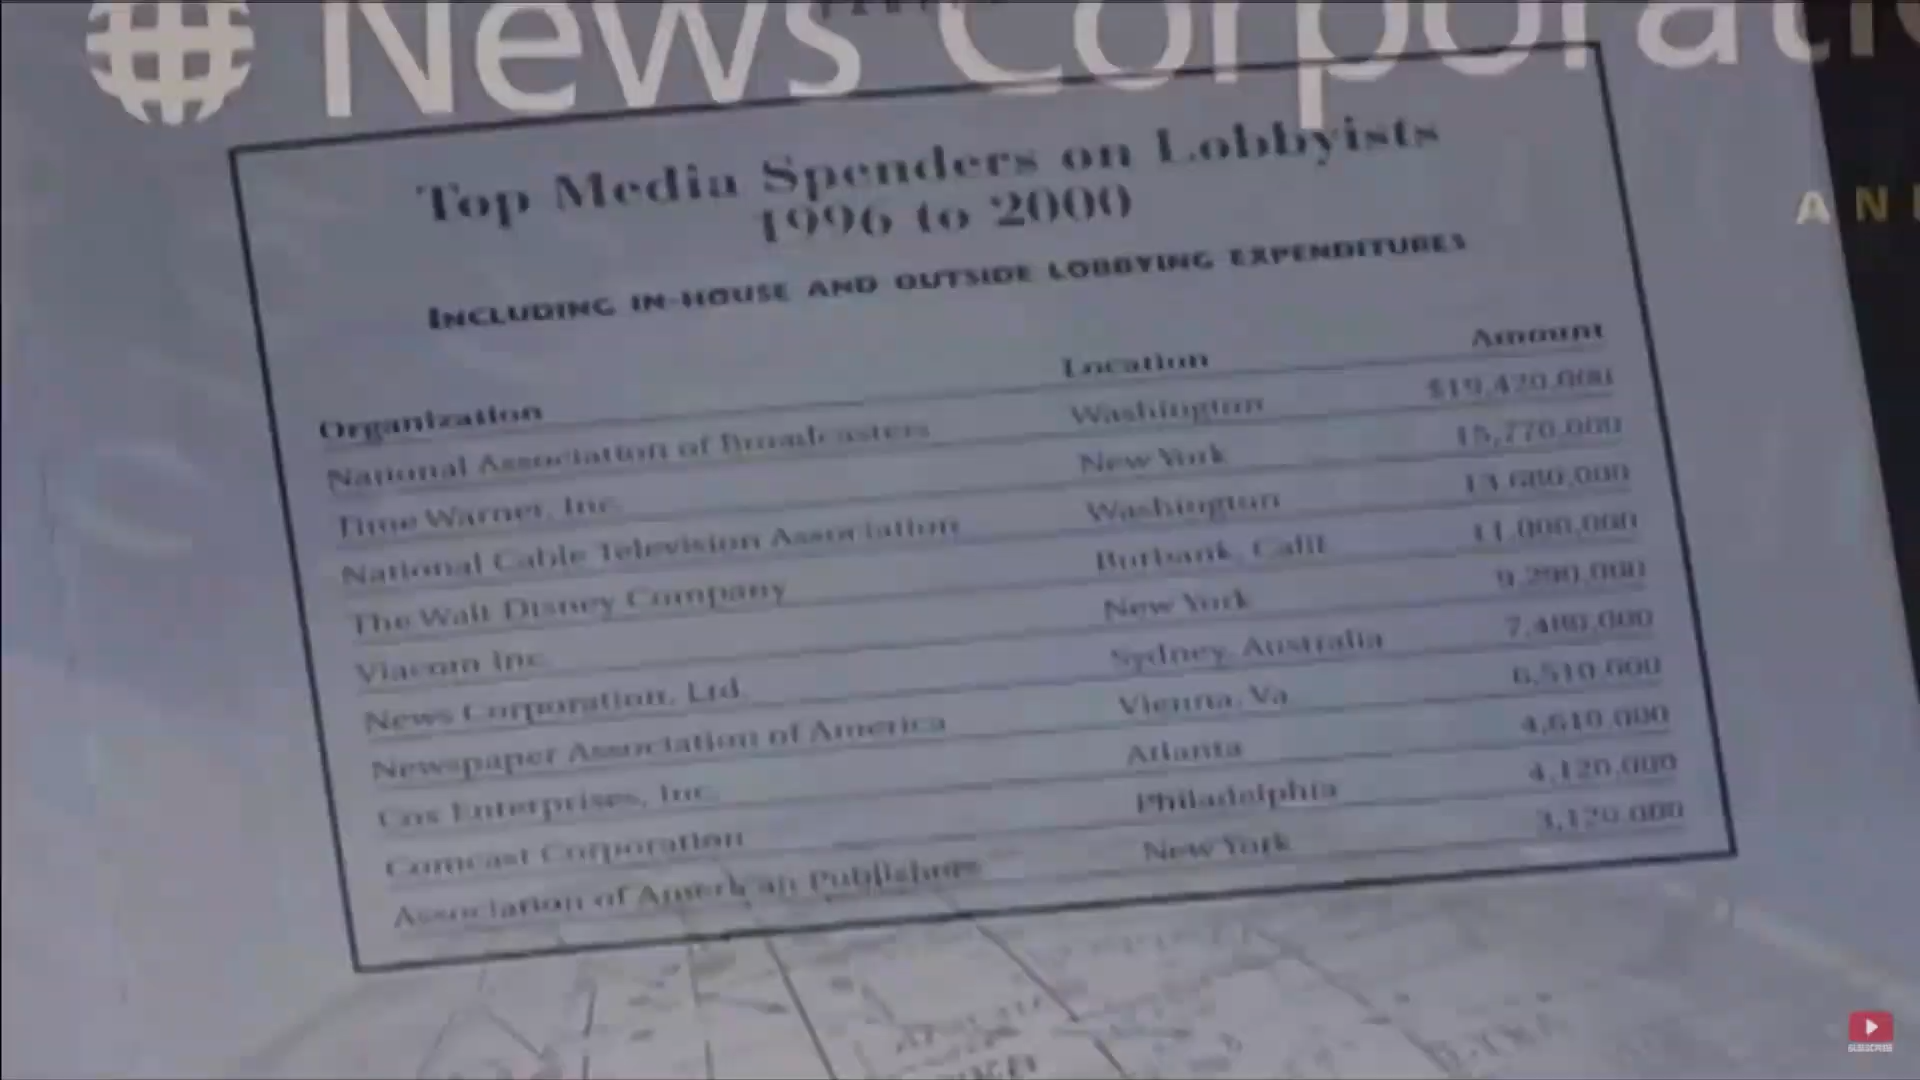 News Corporati
AN
Top Media Spenders on Lobbyists
1996 to 2000
INCLUDING IN-HOUSE AND OUTSIDE LOBBYING EXPENDITURES
Organization Location Amount
National Association of Broadcasters Washington $19,420,000
Time Warner, Inc. New York 15,770,000
National Cable Television Association Washington 13,680,000
The Walt Disney Company Burbank, Calif. 11,000,000
Viacom Inc. New York 9,290,000
News Corporation, Ltd. Sydney, Australia 7,480,000
Newspaper Association of America Vienna, Va. 6,510,000
Cox Enterprises, Inc. Atlanta 4,610,000
Comcast Corporation Philadelphia 4,120,000
Association of American Publishers New York 3,120,000
SUBSCRIBE